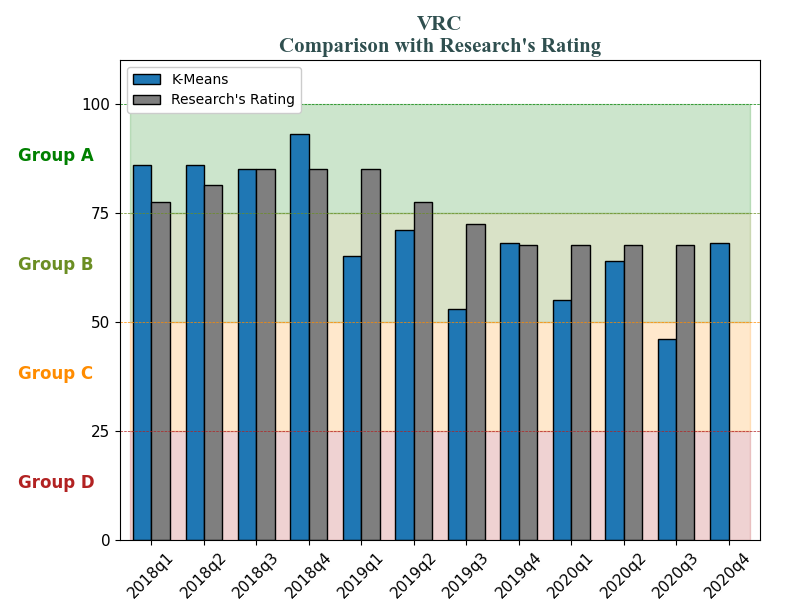 VRC
Comparison with Research's Rating
K-Means
Research's Rating
100
Group A
75
Group B
50
Group C
25
Group D
0
2018q1
2018q2
2018q3
2018q4
2019q1
2019q2
2019q3
2019q4
2020q1
2020q2
2020q3
2020q4